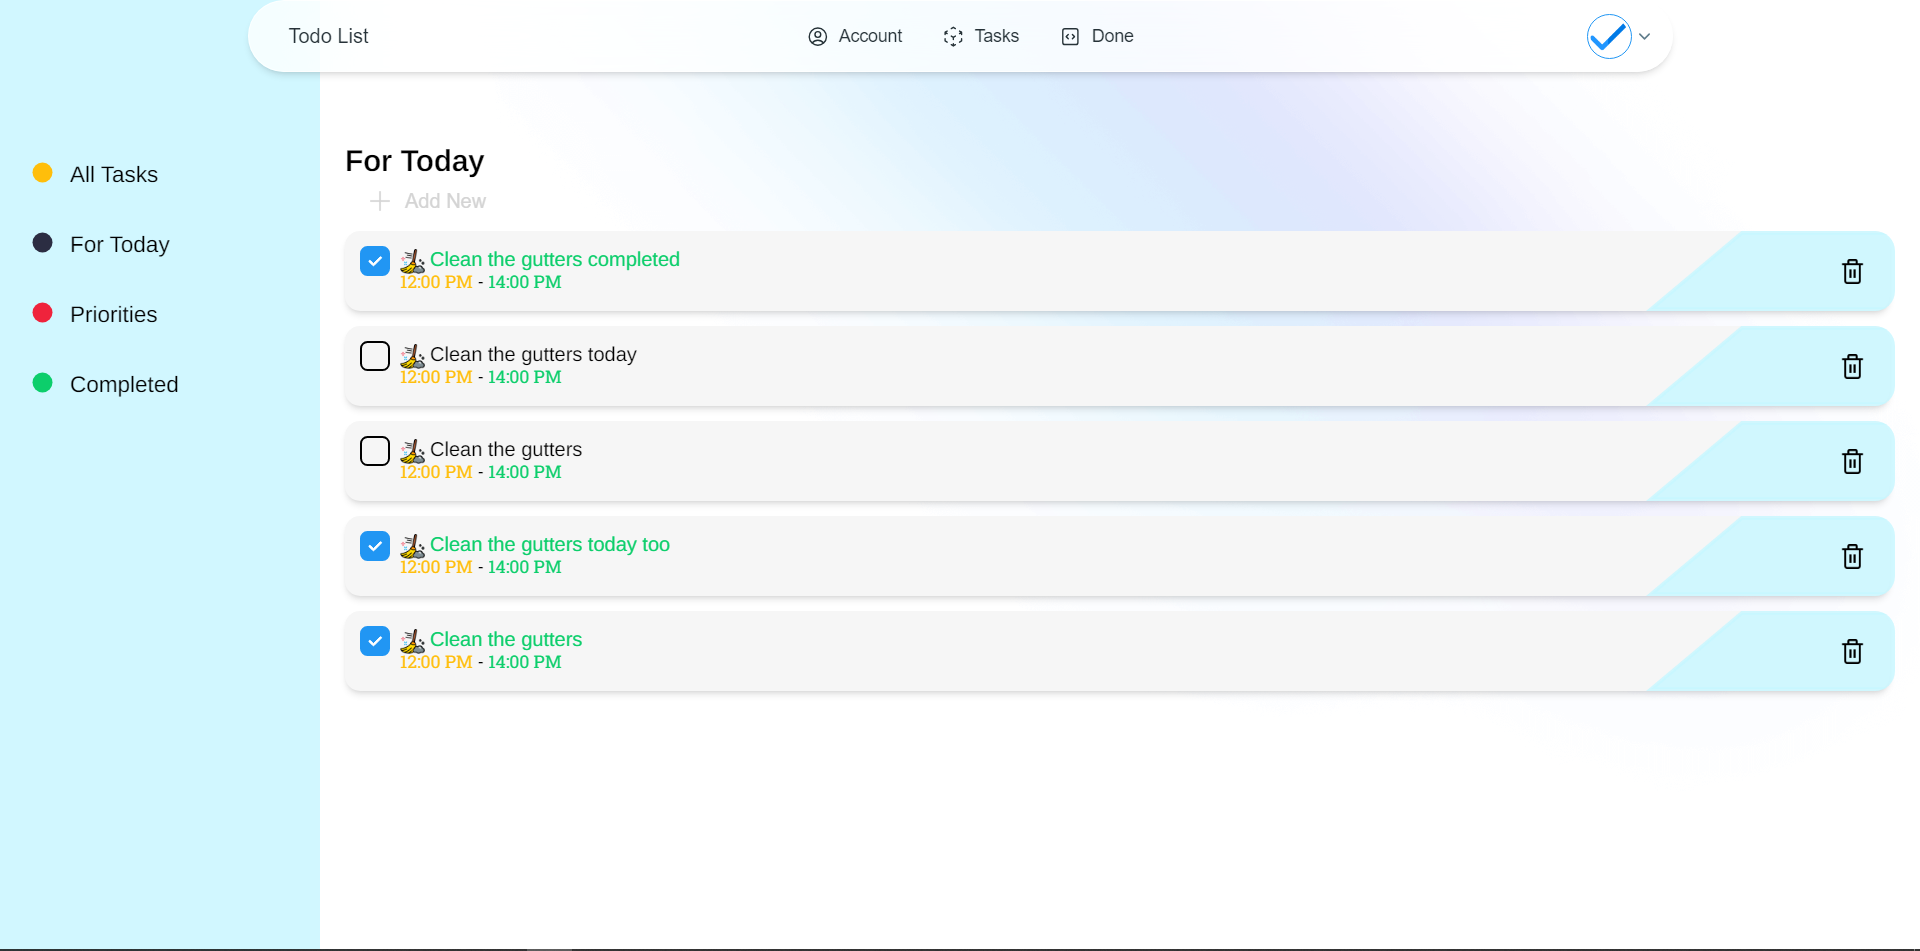 Todo List
Account
Tasks
Done
All Tasks
For Today
Priorities
Completed
For Today
Add New
Clean the gutters completed
12:00 PM - 14:00 PM
Clean the gutters today
12:00 PM - 14:00 PM
Clean the gutters
12:00 PM - 14:00 PM
Clean the gutters today too
12:00 PM - 14:00 PM
Clean the gutters
12:00 PM - 14:00 PM